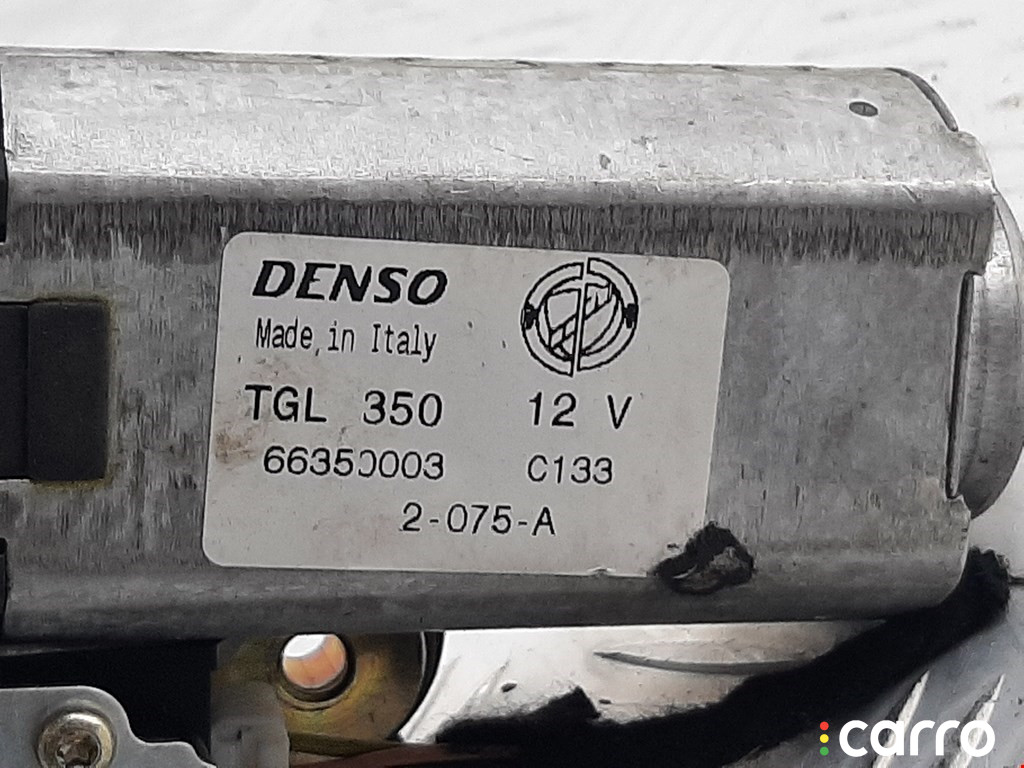 DENSO
Made in Italy
TGL 350 12 V
66350003 C133
2-075-A
carro